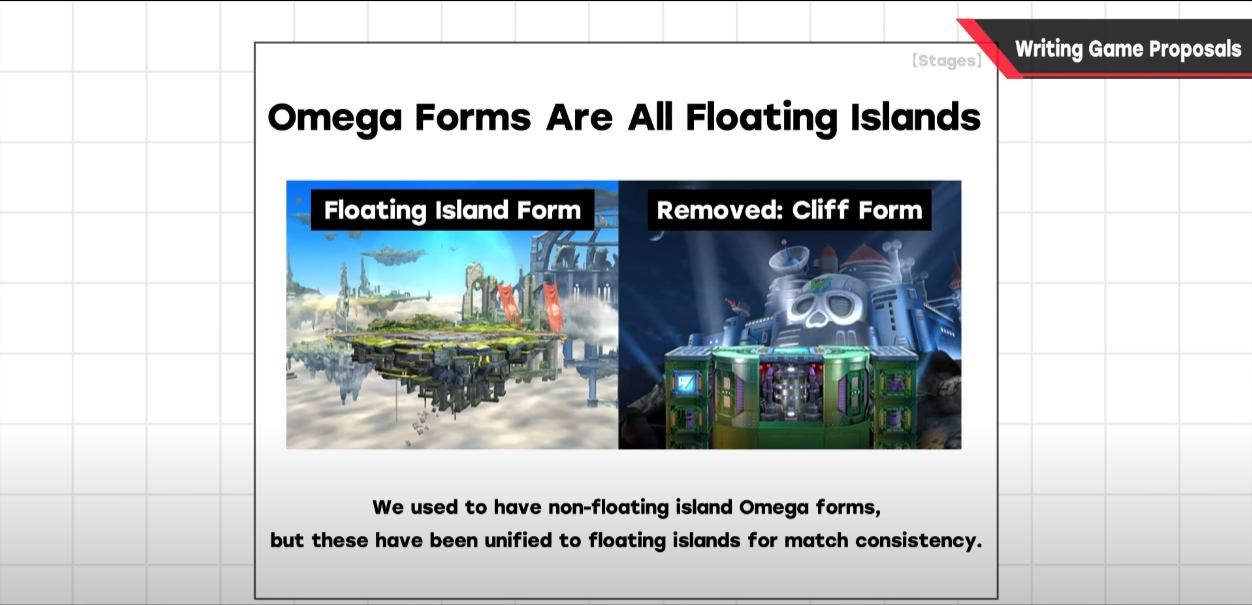 Writing Game Proposals
[Stages]
Omega Forms Are All Floating Islands
Floating Island Form
Removed: Cliff Form
We used to have non-floating island Omega forms,
but these have been unified to floating islands for match consistency.